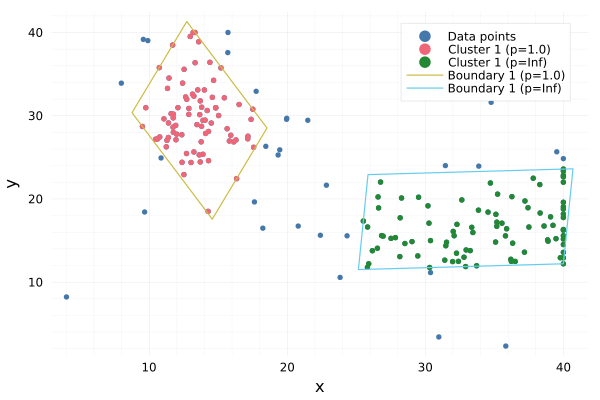 Data points
Cluster 1 (p=1.0)
Cluster 1 (p=Inf)
Boundary 1 (p=1.0)
Boundary 1 (p=Inf)
40
30
20
10
y
10
20
30
40
x